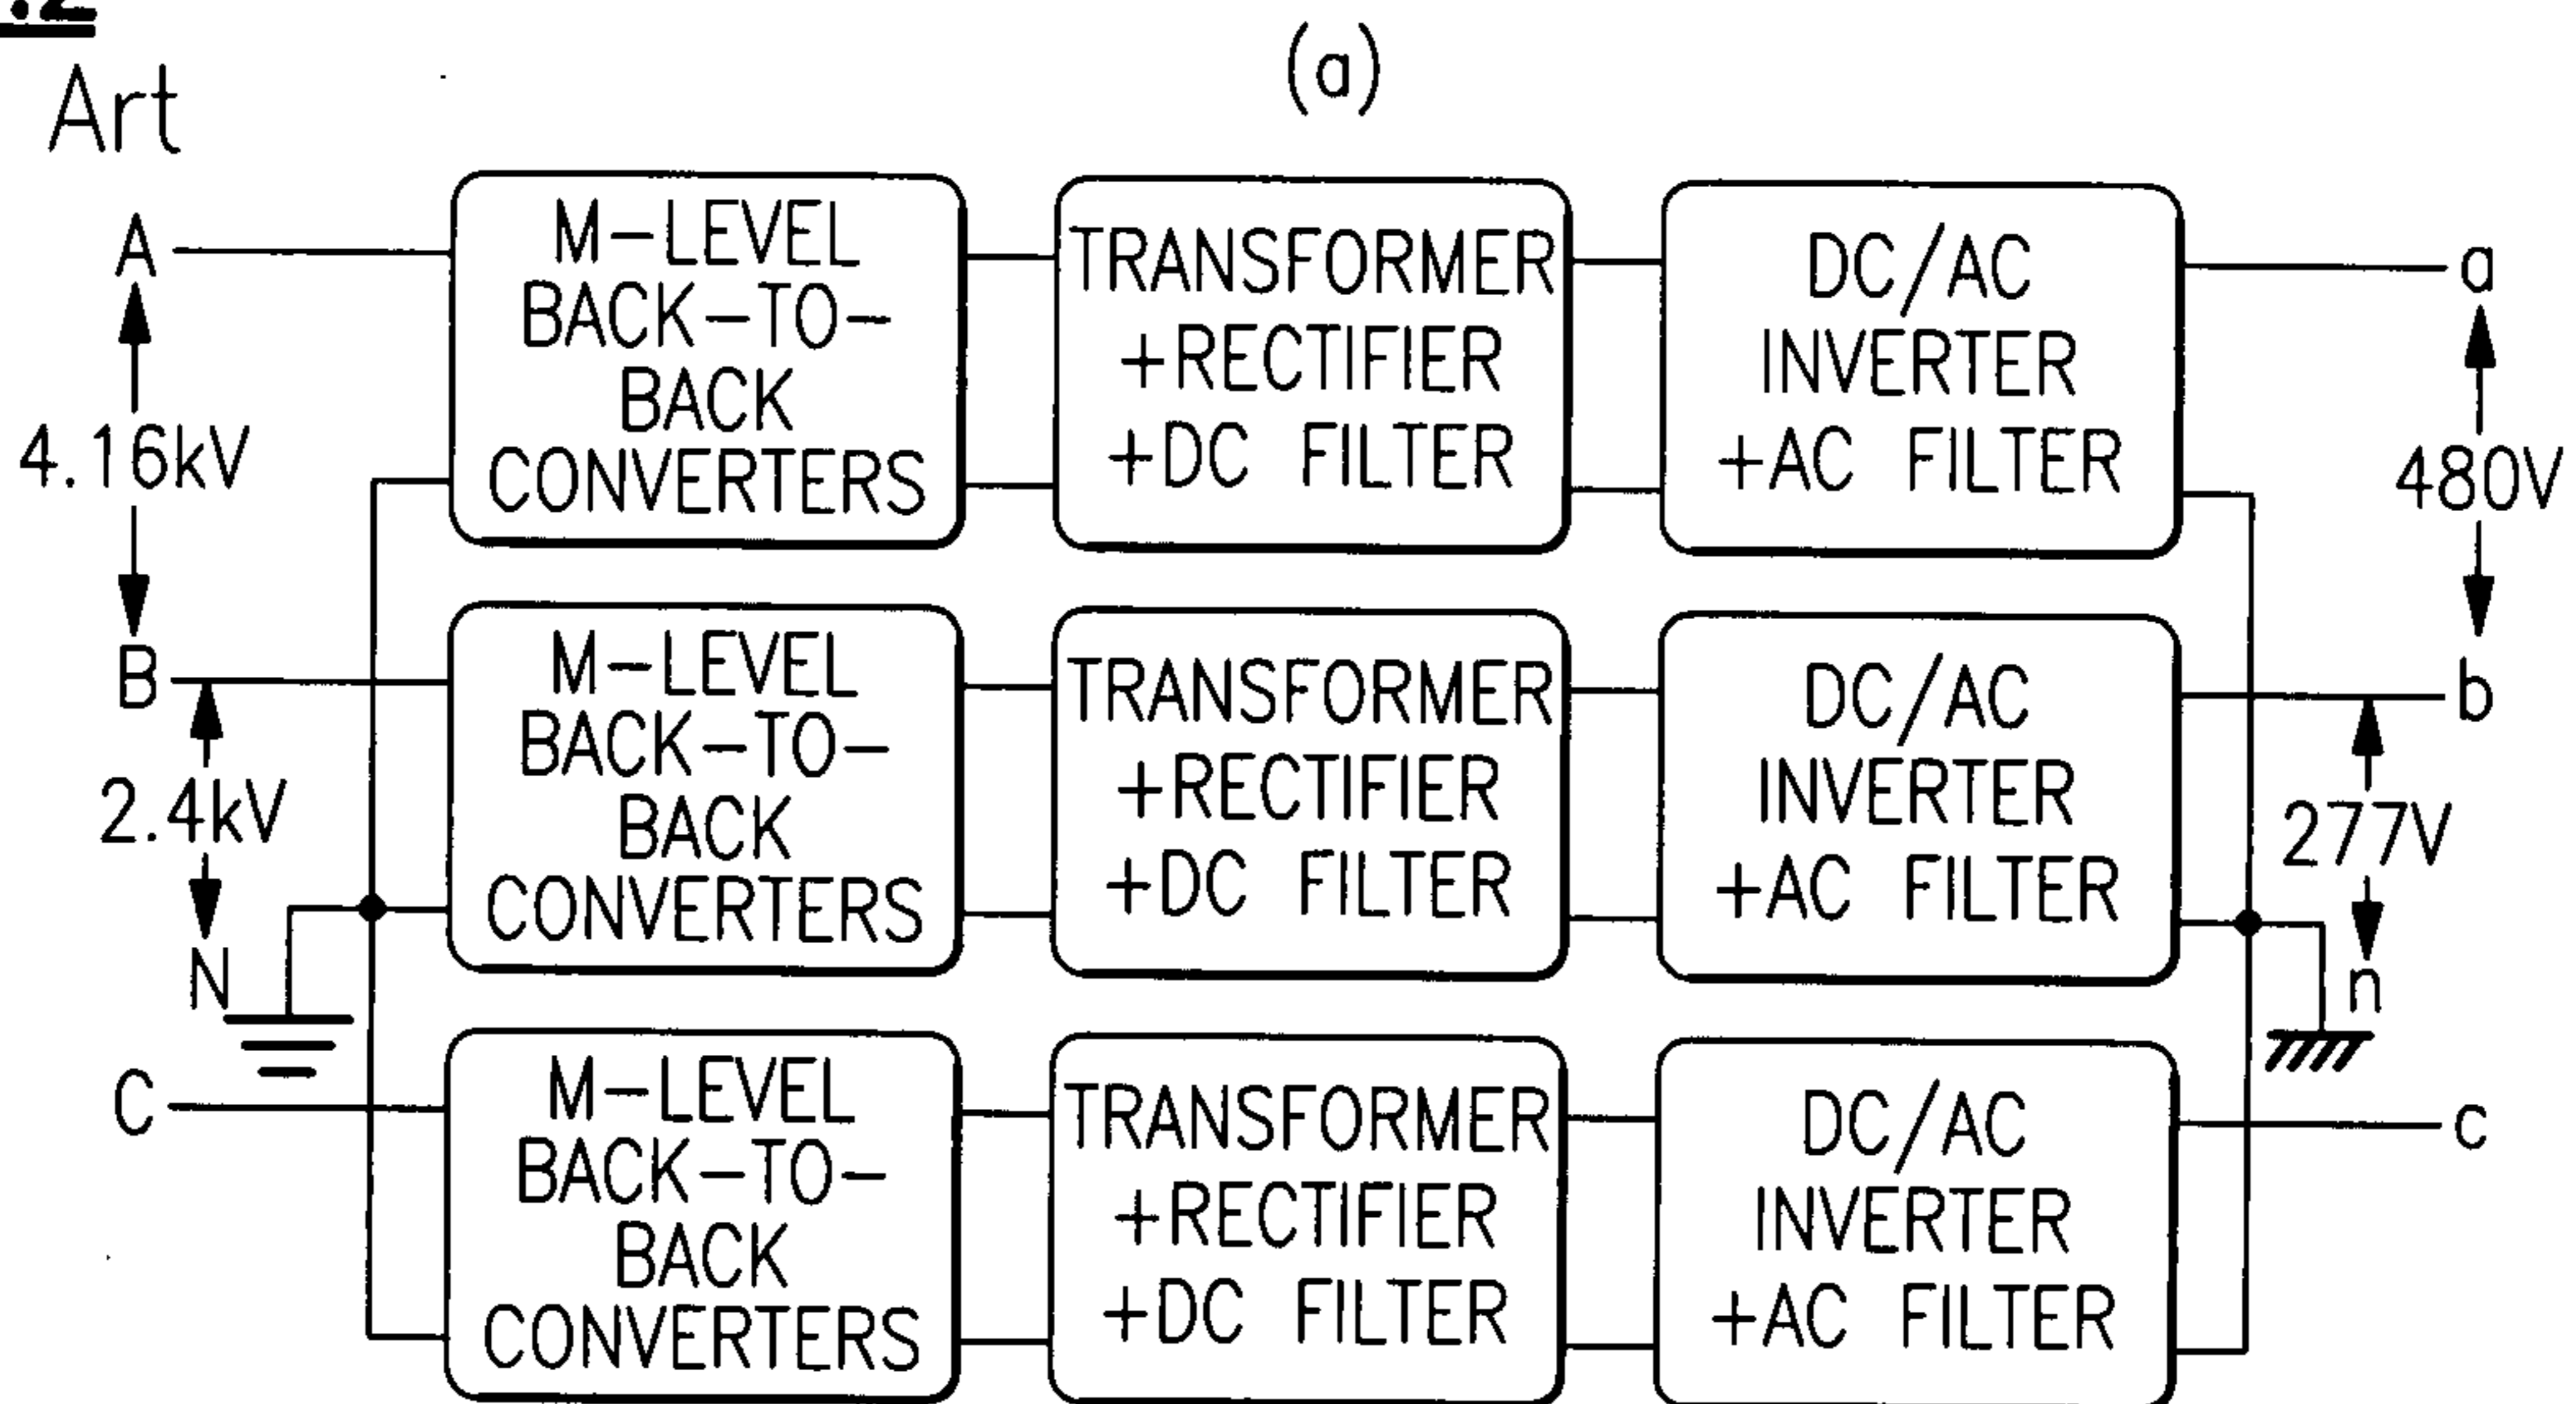 .2
Art
(a)
A
4.16kV
B
2.4kV
N
C
M-LEVEL
BACK-TO-
BACK
CONVERTERS
TRANSFORMER
+RECTIFIER
+DC FILTER
DC/AC
INVERTER
+AC FILTER
M-LEVEL
BACK-TO-
BACK
CONVERTERS
TRANSFORMER
+RECTIFIER
+DC FILTER
DC/AC
INVERTER
+AC FILTER
M-LEVEL
BACK-TO-
BACK
CONVERTERS
TRANSFORMER
+RECTIFIER
+DC FILTER
DC/AC
INVERTER
+AC FILTER
a
480V
b
277V
n
c